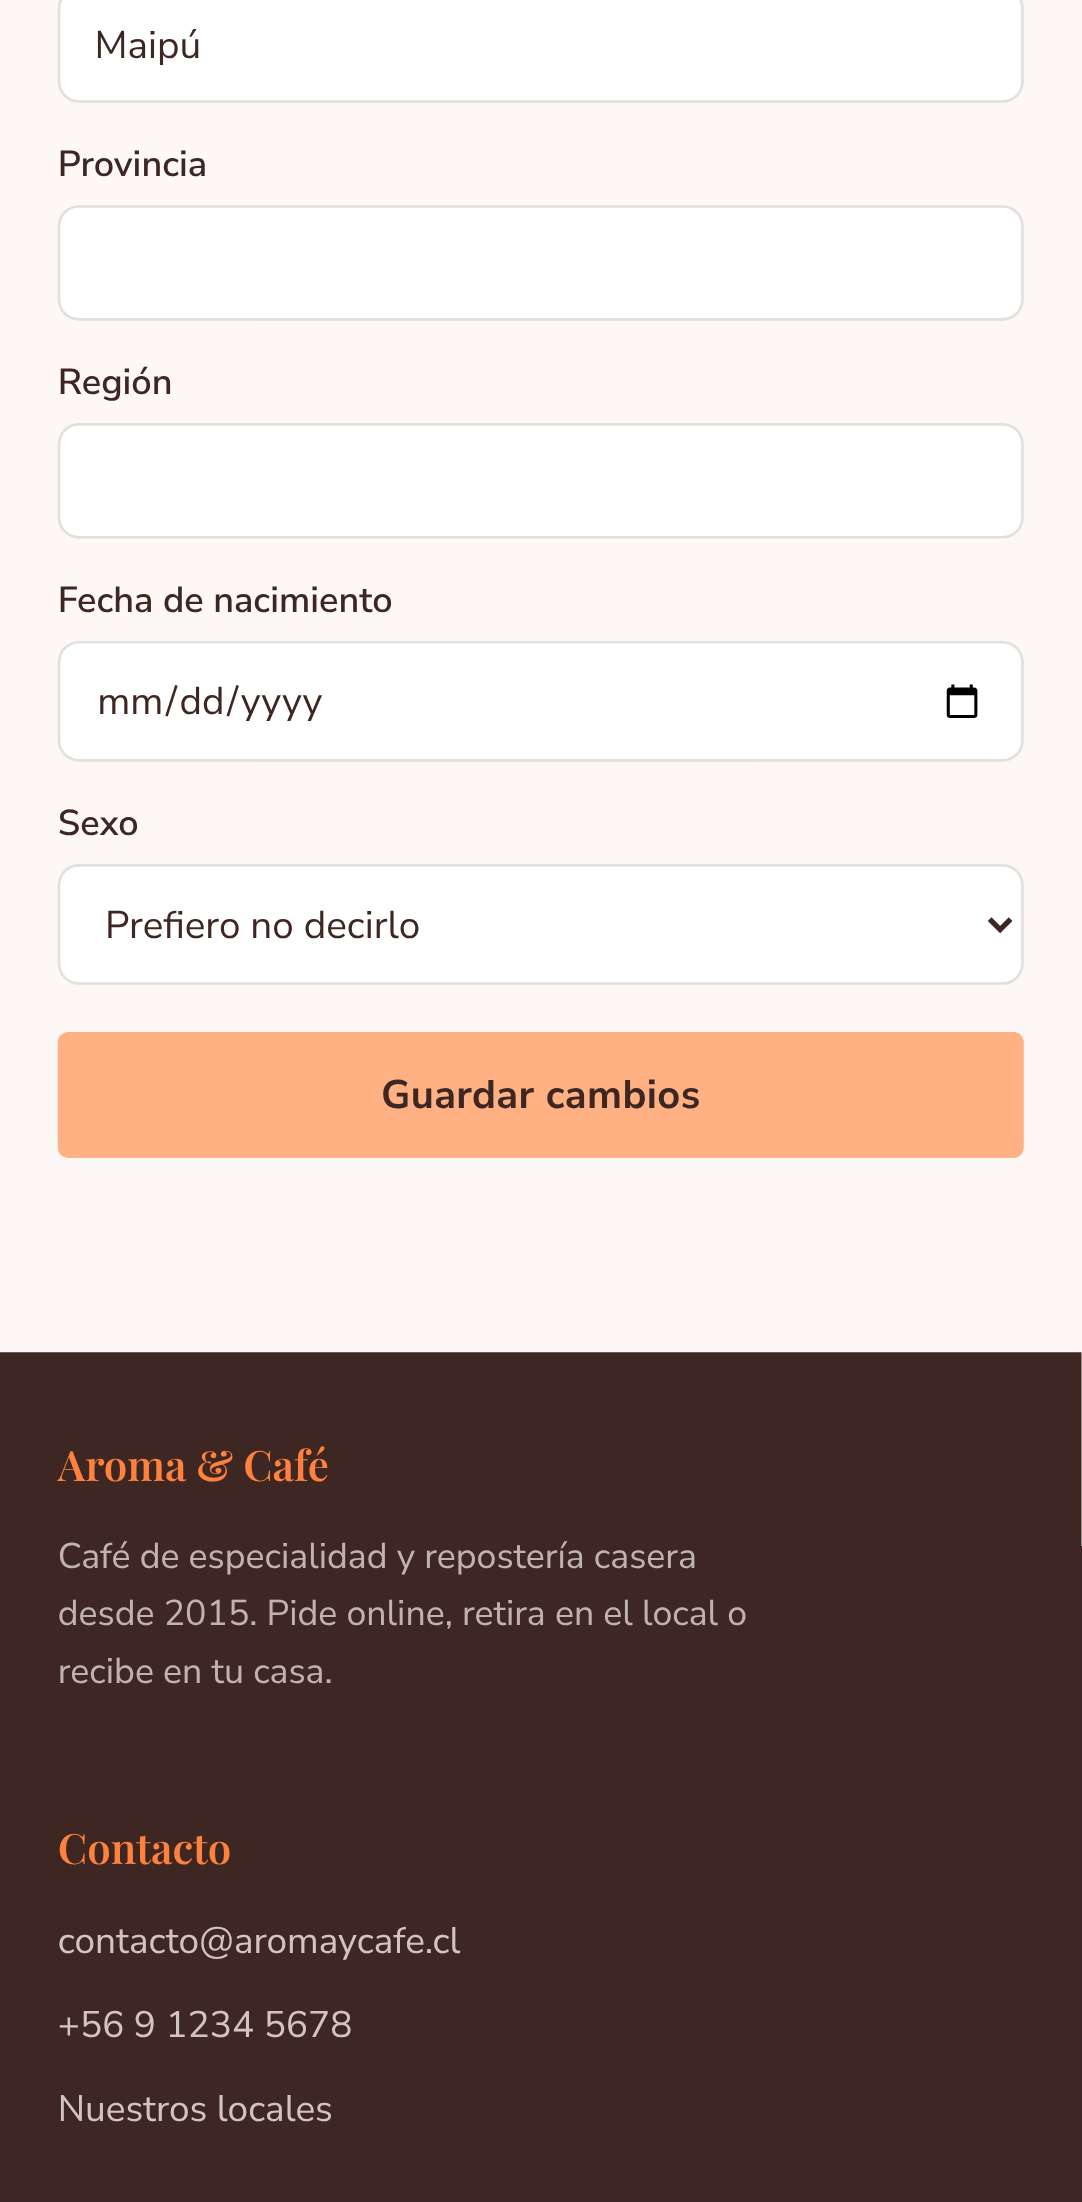 Maipú
Provincia
Región
Fecha de nacimiento
mm/dd/yyyy
Sexo
Prefiero no decirlo
Guardar cambios
Aroma & Café
Café de especialidad y repostería casera
desde 2015. Pide online, retira en el local o
recibe en tu casa.
Contacto
contacto@aromaycafe.cl
+56 9 1234 5678
Nuestros locales